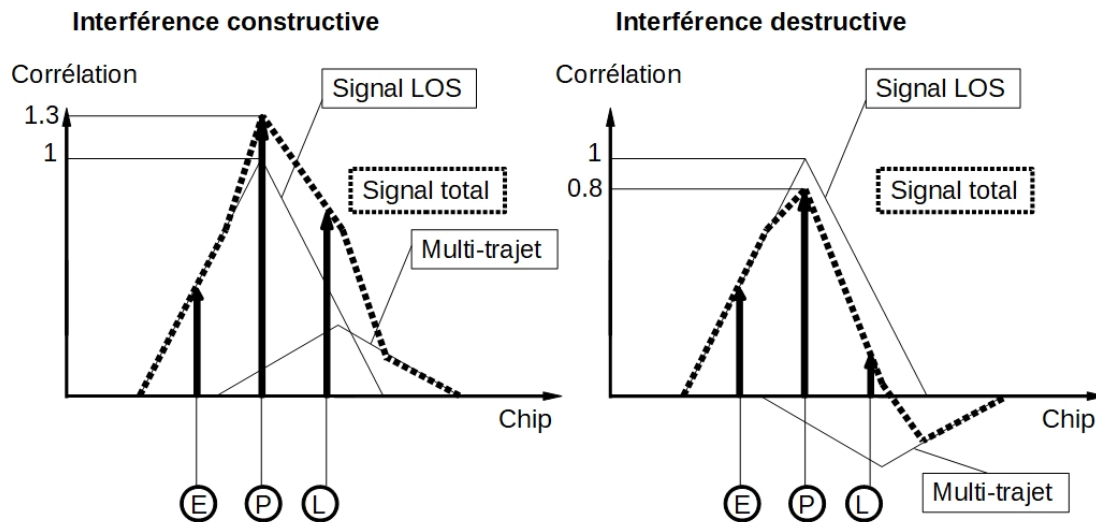 Interférence constructive
Corrélation
Signal LOS
1.3
1
Signal total
Multi-trajet
Chip
E P L
Interférence destructive
Corrélation
Signal LOS
1
0.8
Signal total
Chip
Multi-trajet
E P L